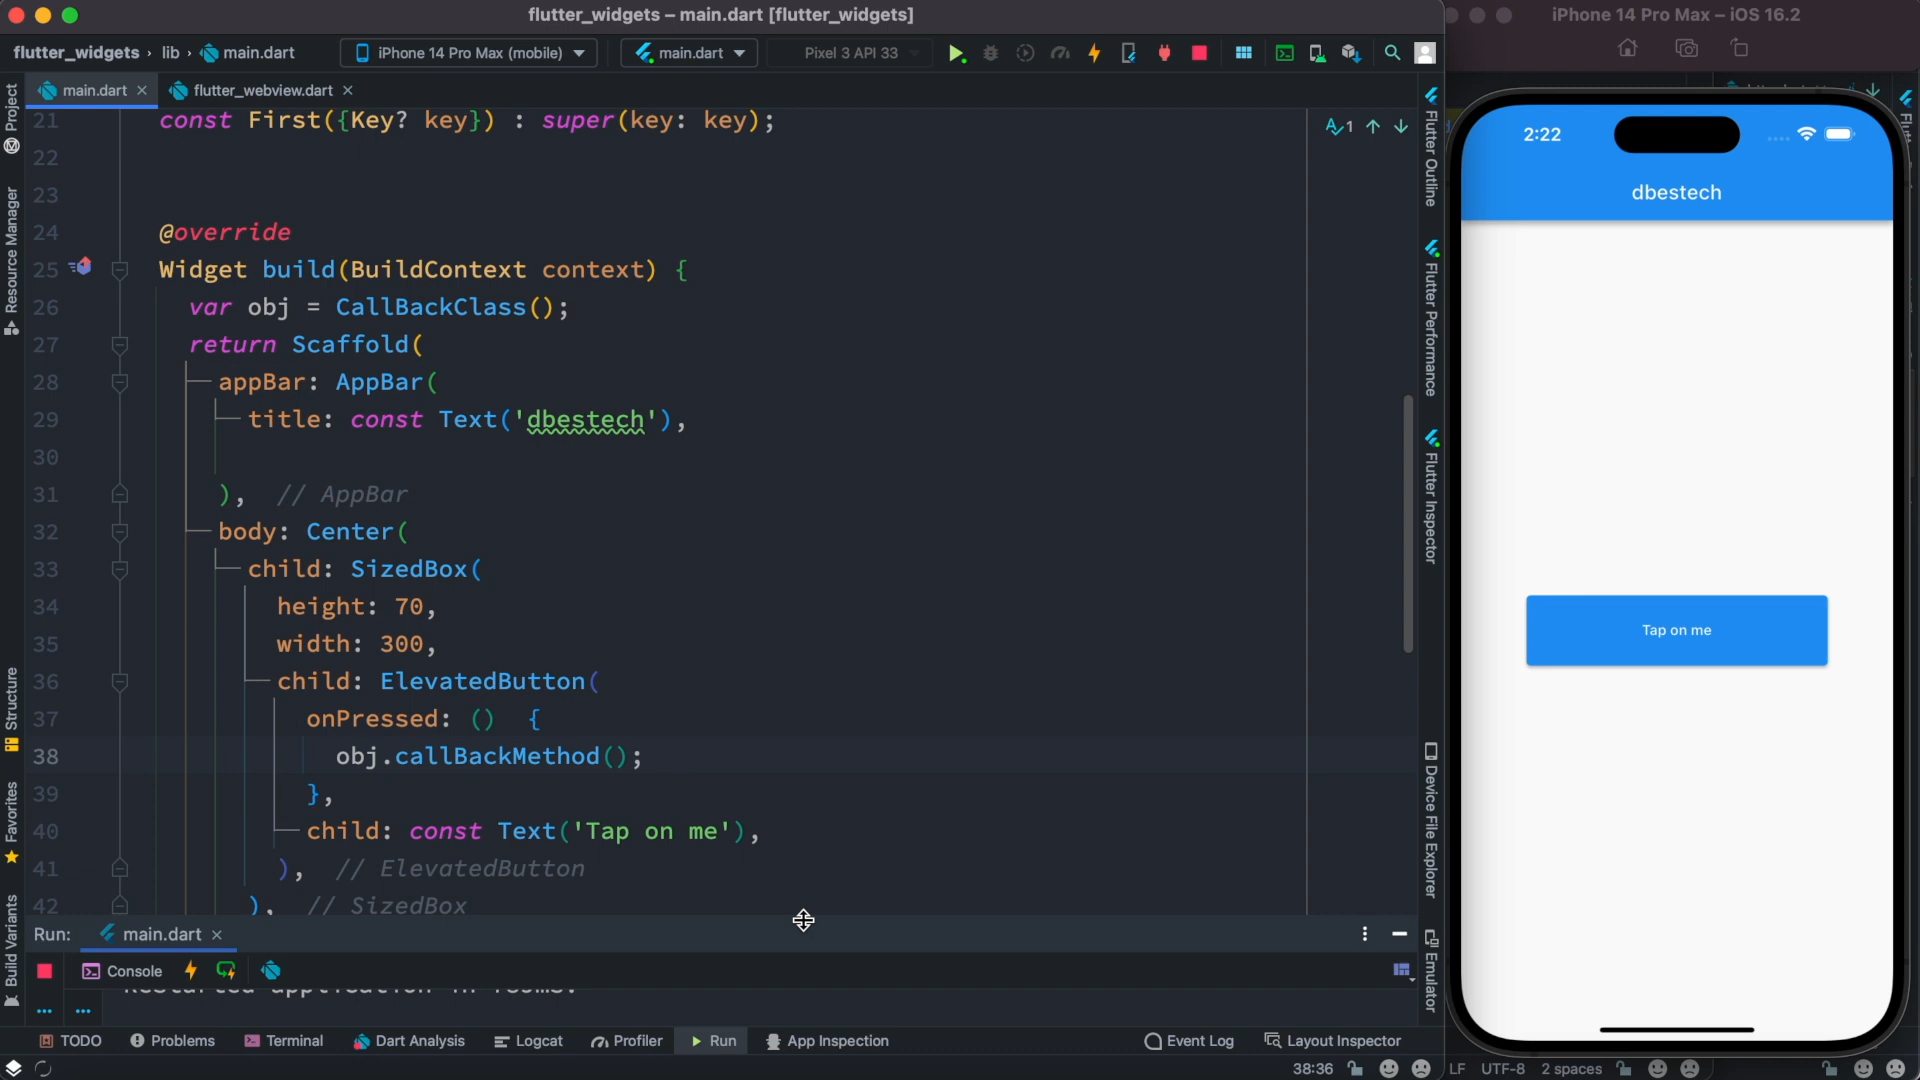 flutter_widgets – main.dart [flutter_widgets]
iPhone 14 Pro Max – iOS 16.2
flutter_widgets › lib › main.dart
iPhone 14 Pro Max (mobile)
main.dart
Pixel 3 API 33
main.dart ×
flutter_webview.dart ×
Project
Resource Manager
Structure
Favorites
Build Variants
21 const First({Key? key}) : super(key: key);
22
23
24 @override
25 Widget build(BuildContext context) {
26 var obj = CallBackClass();
27 return Scaffold(
28 appBar: AppBar(
29 title: const Text('dbestech'),
30
31 ), // AppBar
32 body: Center(
33 child: SizedBox(
34 height: 70,
35 width: 300,
36 child: ElevatedButton(
37 onPressed: () {
38 obj.callBackMethod();
39 },
40 child: const Text('Tap on me'),
41 ), // ElevatedButton
42 ), // SizedBox
1
Flutter Outline
Flutter Performance
Flutter Inspector
Device File Explorer
Emulator
2:22
dbestech
Tap on me
Run: main.dart ×
Console
TODO
Problems
Terminal
Dart Analysis
Logcat
Profiler
Run
App Inspection
Event Log
Layout Inspector
38:36
LF UTF-8 2 spaces